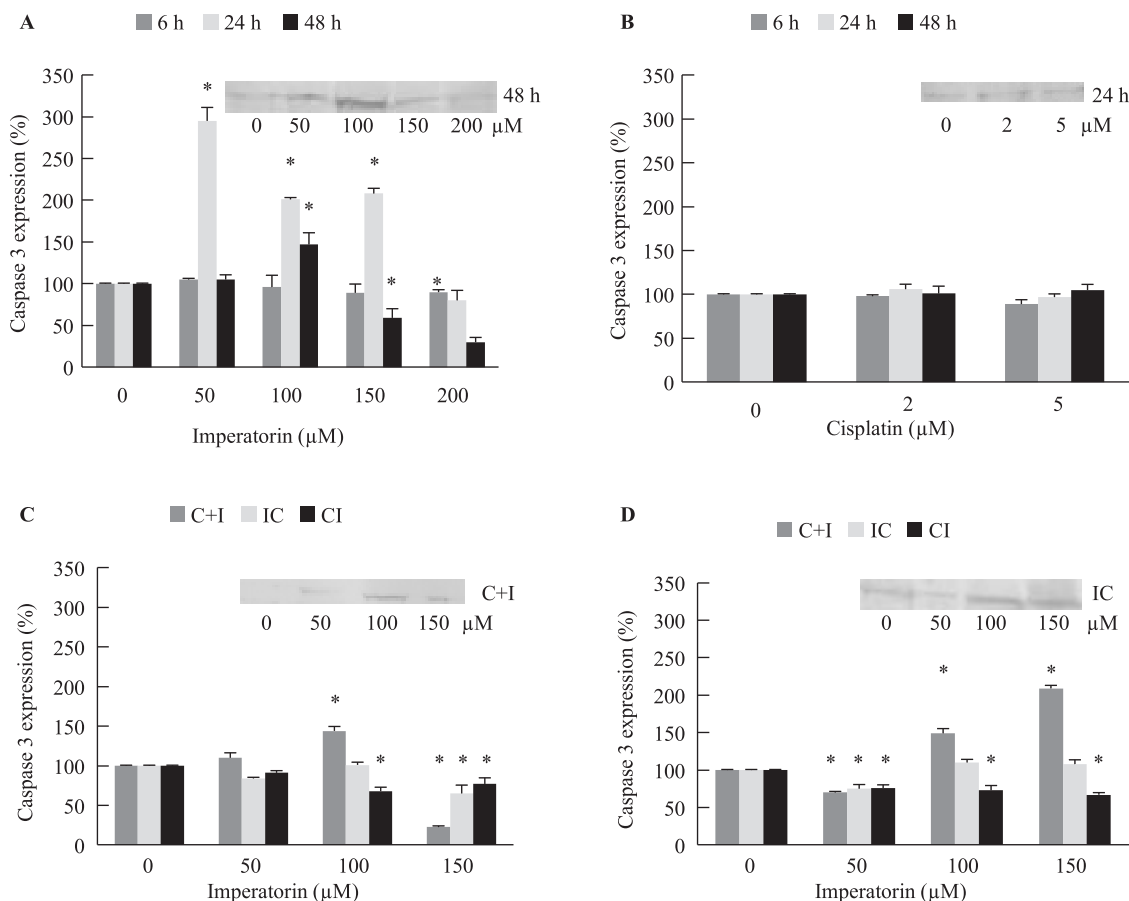 A
6 h 24 h 48 h
Caspase 3 expression (%)
350
300
250
200
150
100
50
0
*
* * *
* *
48 h
0 50 100 150 200 µM
0 50 100 150 200
Imperatorin (µM)
B
6 h 24 h 48 h
Caspase 3 expression (%)
350
300
250
200
150
100
50
0
24 h
0 2 5 µM
0 2 5
Cisplatin (µM)
C
C+I IC CI
Caspase 3 expression (%)
350
300
250
200
150
100
50
0
C+I
0 50 100 150 µM
*
* * * *
0 50 100 150
Imperatorin (µM)
D
C+I IC CI
Caspase 3 expression (%)
350
300
250
200
150
100
50
0
IC
0 50 100 150 µM
* *
* * * * *
0 50 100 150
Imperatorin (µM)